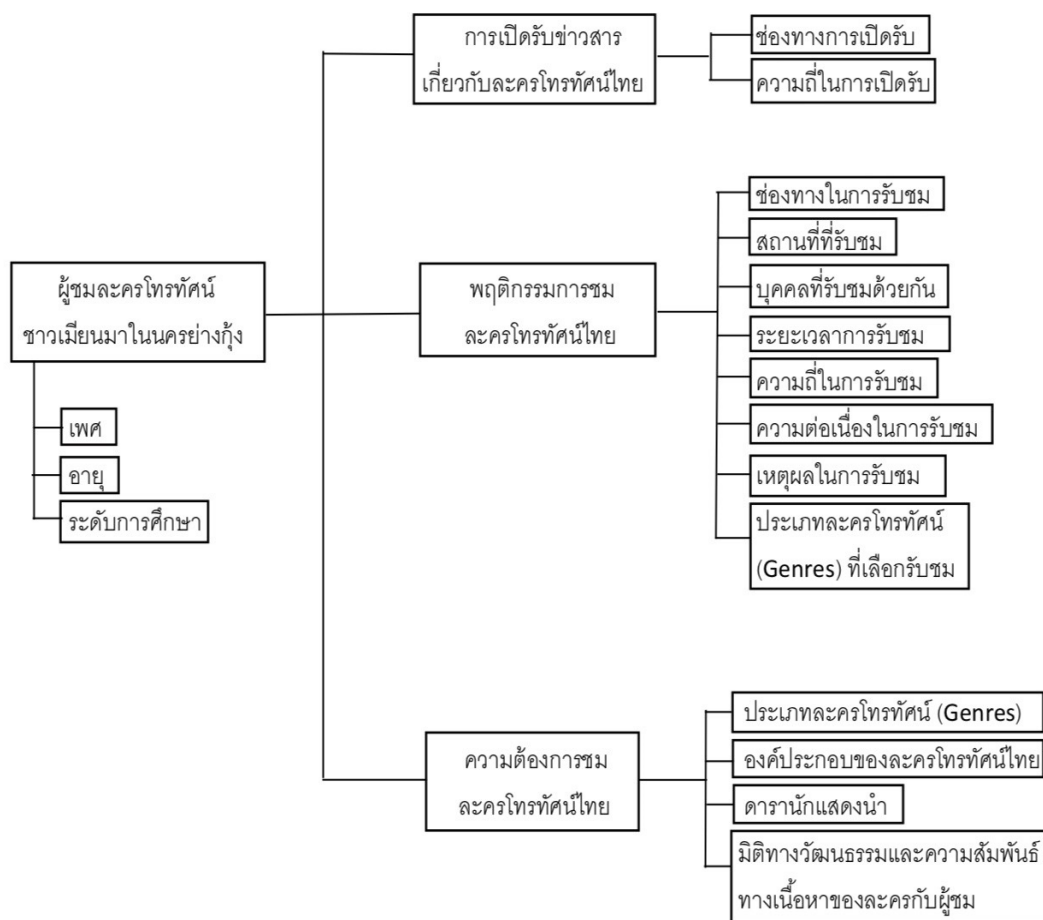 การเปิดรับข่าวสาร
เกี่ยวกับละครโทรทัศน์ไทย
ช่องทางการเปิดรับ
ความถี่ในการเปิดรับ
ผู้ชมละครโทรทัศน์
ชาวเมียนมาในนครย่างกุ้ง
เพศ
อายุ
ระดับการศึกษา
พฤติกรรมการชม
ละครโทรทัศน์ไทย
ช่องทางในการรับชม
สถานที่ที่รับชม
บุคคลที่รับชมด้วยกัน
ระยะเวลาการรับชม
ความถี่ในการรับชม
ความต่อเนื่องในการรับชม
เหตุผลในการรับชม
ประเภทละครโทรทัศน์
(Genres) ที่เลือกรับชม
ความต้องการชม
ละครโทรทัศน์ไทย
ประเภทละครโทรทัศน์ (Genres)
องค์ประกอบของละครโทรทัศน์ไทย
ดารานักแสดงนำ
มิติทางวัฒนธรรมและความสัมพันธ์
ทางเนื้อหาของละครกับผู้ชม